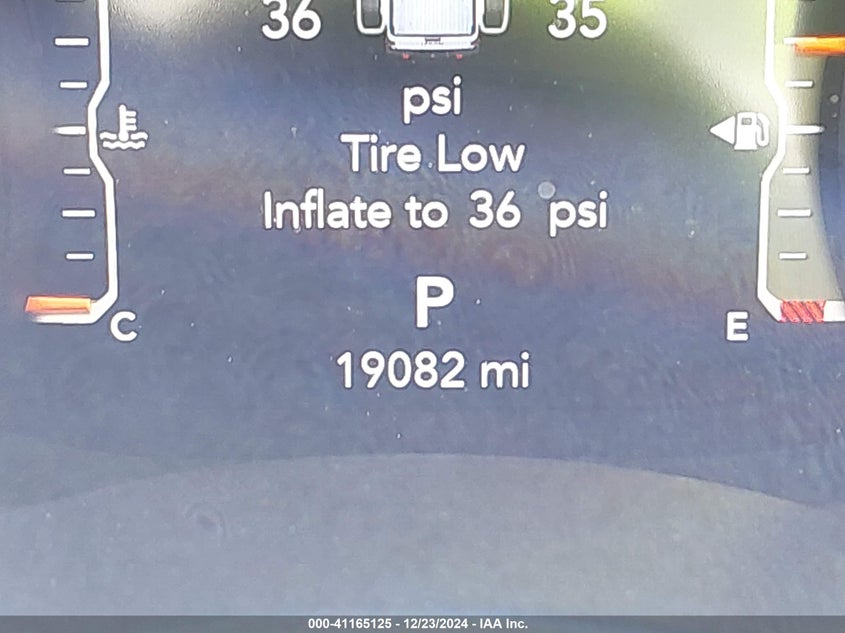 36 35
psi
Tire Low
Inflate to 36 psi
P
C E
19082 mi
000-41165125 - 12/23/2024 - IAA Inc.